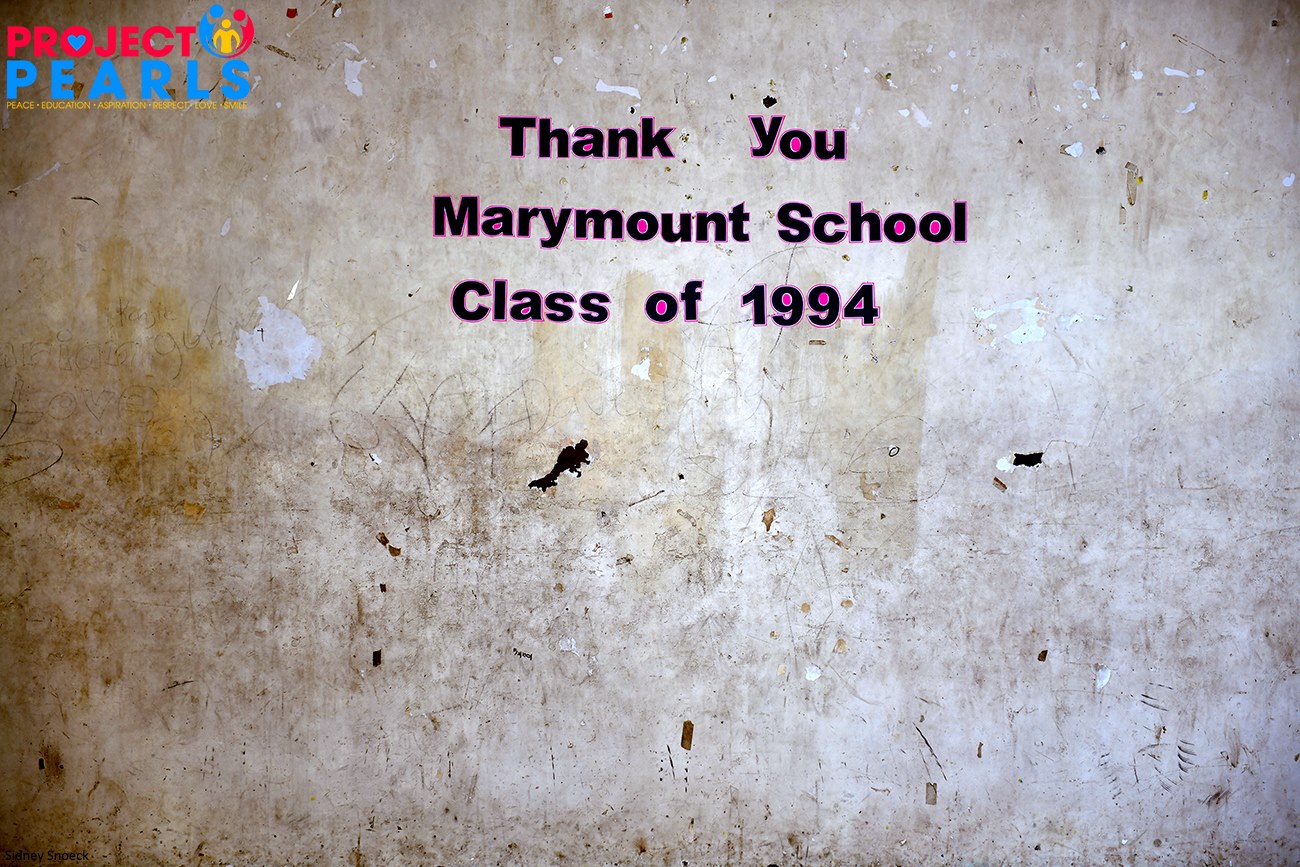 PROJECT
PEARLS
PEACE • EDUCATION • ASPIRATION • RESPECT • LOVE • SMILE
Thank You
Marymount School
Class of 1994
Sidney Snoeck